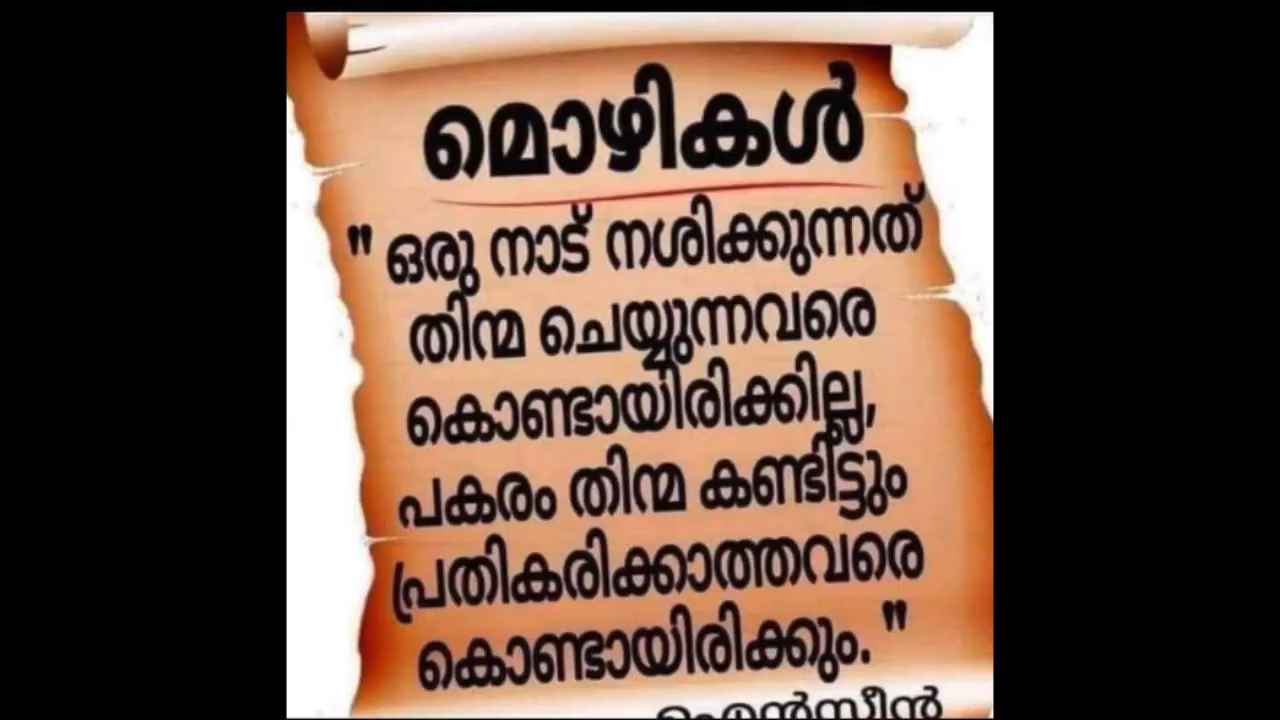 മൊഴികൾ
" ഒരു നാട് നശിക്കുന്നത്
തിന്മ ചെയ്യുന്നവരെ
കൊണ്ടായിരിക്കില്ല,
പകരം തിന്മ കണ്ടിട്ടും
പ്രതികരിക്കാത്തവരെ
കൊണ്ടായിരിക്കും. "